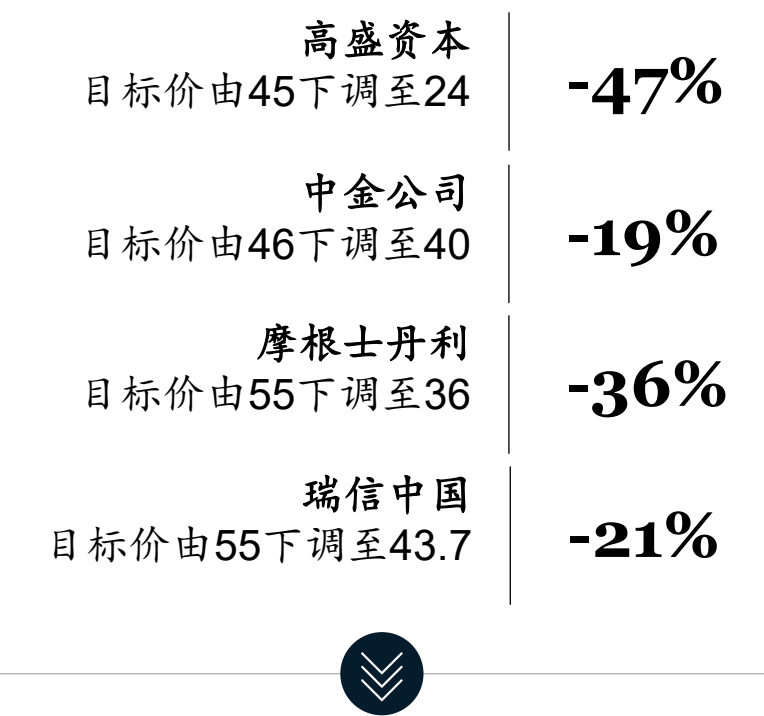 高盛资本
目标价由45下调至24
-47%
中金公司
目标价由46下调至40
-19%
摩根士丹利
目标价由55下调至36
-36%
瑞信中国
目标价由55下调至43.7
-21%